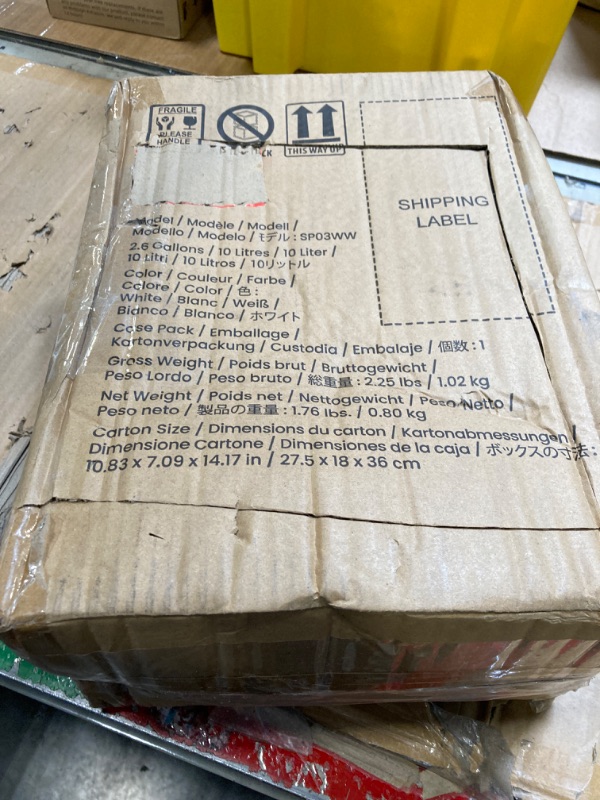 FRAGILE
PLEASE
HANDLE
THIS WAY UP
SHIPPING
LABEL
Model / Modèle / Modell /
Modello / Modelo / モデル : SP03WW
2.6 Gallons / 10 Litres / 10 Liter /
10 Litri / 10 Litros / 10リットル
Color / Couleur / Farbe /
Colore / Color / 色 :
White / Blanc / Weiß /
Bianco / Blanco / ホワイト
Case Pack / Emballage /
Kartonverpackung / Custodia / Embalaje / 個数 : 1
Gross Weight / Poids brut / Bruttogewicht /
Peso Lordo / Peso bruto / 総重量 : 2.25 lbs / 1.02 kg
Net Weight / Poids net / Nettogewicht / Peso Netto /
Peso neto / 製品の重量 : 1.76 lbs. / 0.80 kg
Carton Size / Dimensions du carton / Kartonabmessungen /
Dimensione Cartone / Dimensiones de la caja / ボックスの寸法 :
10.83 x 7.09 x 14.17 in / 27.5 x 18 x 36 cm